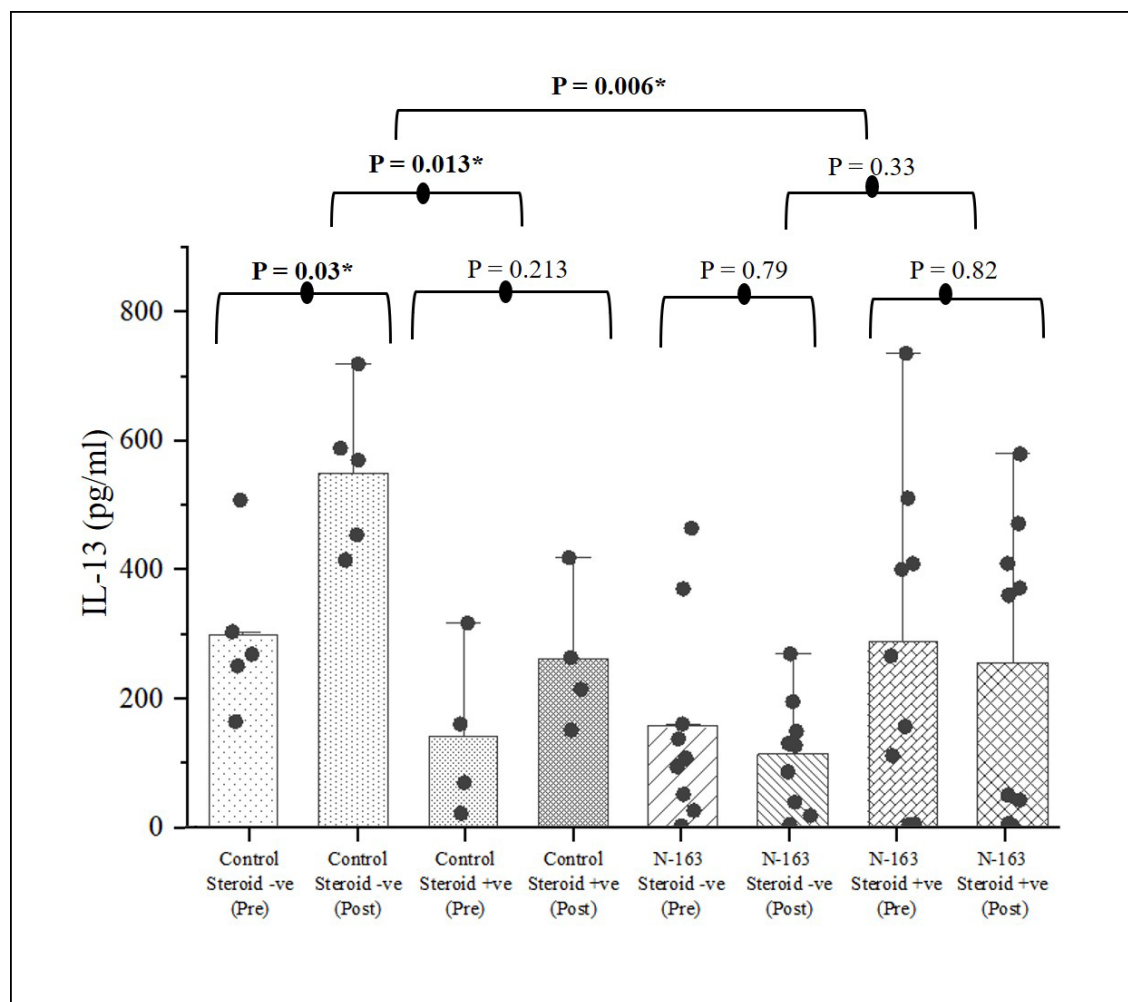 P = 0.006*
P = 0.013*
P = 0.33
P = 0.03*
P = 0.213
P = 0.79
P = 0.82
IL-13 (pg/ml)
800
600
400
200
0
Control
Steroid -ve
(Pre)
Control
Steroid -ve
(Post)
Control
Steroid +ve
(Pre)
Control
Steroid +ve
(Post)
N-163
Steroid -ve
(Pre)
N-163
Steroid -ve
(Post)
N-163
Steroid +ve
(Pre)
N-163
Steroid +ve
(Post)